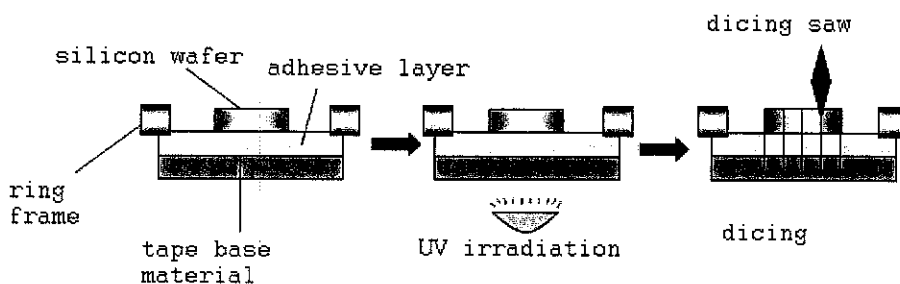 dicing saw
silicon wafer
adhesive layer
ring
frame
tape base
material
UV irradiation
dicing